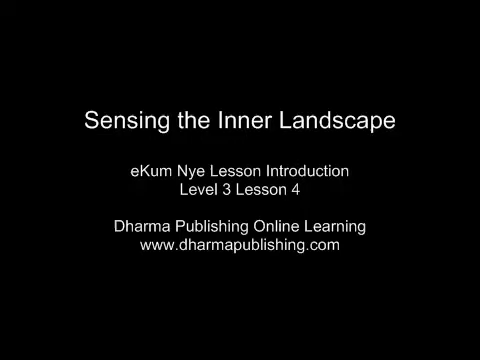 Sensing the Inner Landscape
eKum Nye Lesson Introduction
Level 3 Lesson 4
Dharma Publishing Online Learning
www.dharmapublishing.com